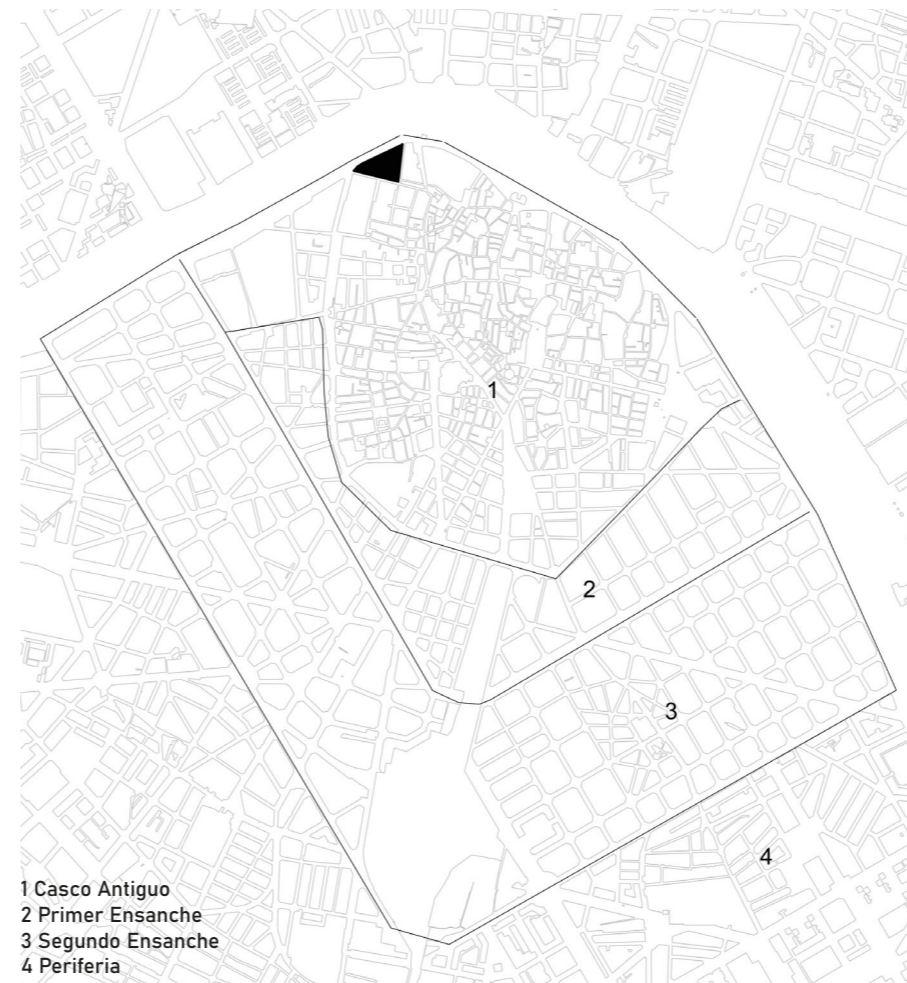 1
2
3
4
1 Casco Antiguo
2 Primer Ensanche
3 Segundo Ensanche
4 Periferia